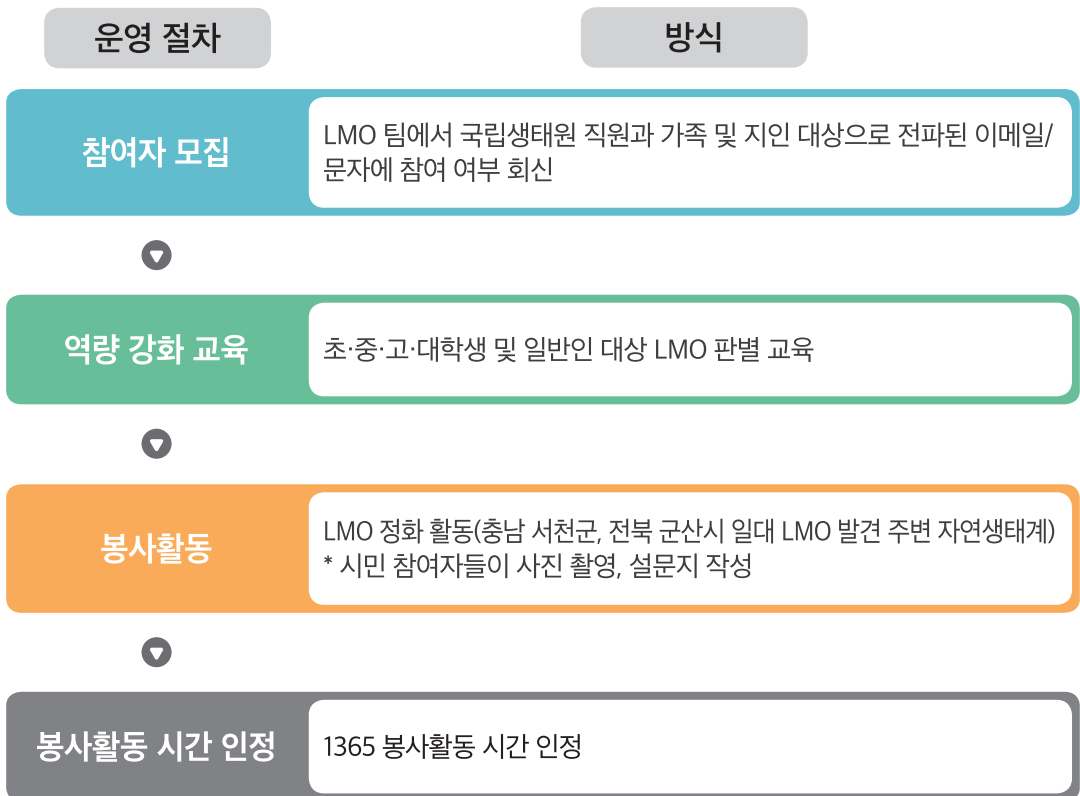 운영 절차
방식
참여자 모집
LMO 팀에서 국립생태원 직원과 가족 및 지인 대상으로 전파된 이메일/
문자에 참여 여부 회신
역량 강화 교육
초·중·고·대학생 및 일반인 대상 LMO 판별 교육
봉사활동
LMO 정화 활동(충남 서천군, 전북 군산시 일대 LMO 발견 주변 자연생태계)
* 시민 참여자들이 사진 촬영, 설문지 작성
봉사활동 시간 인정
1365 봉사활동 시간 인정